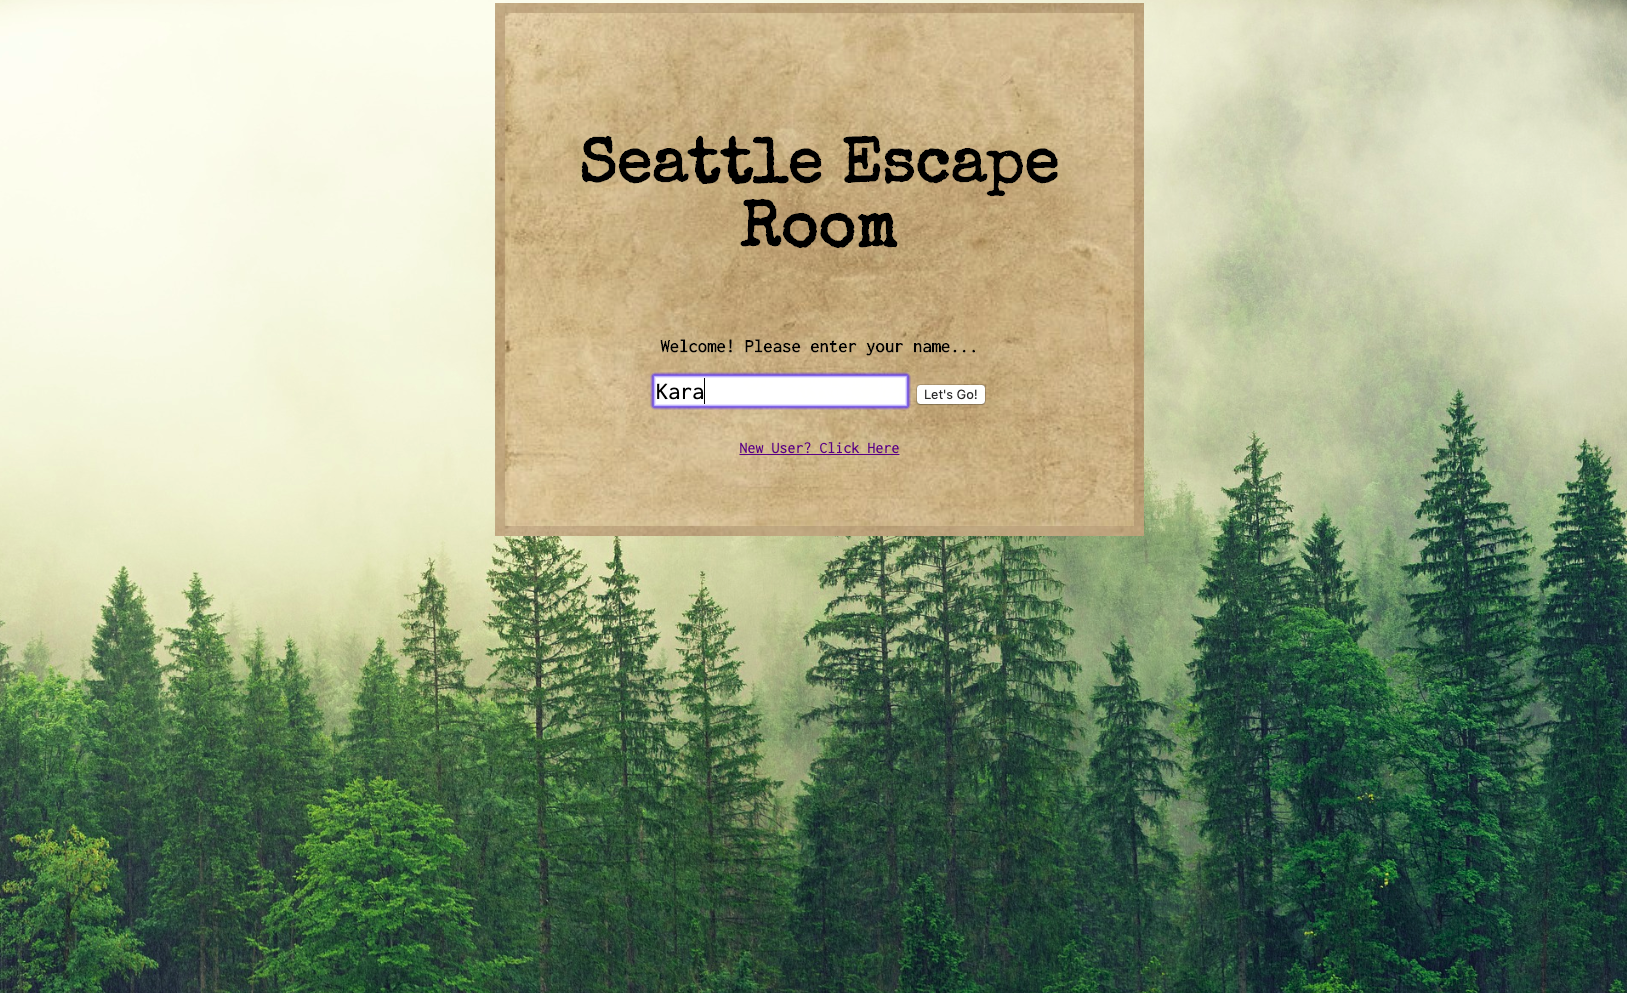 Seattle Escape
Room
Welcome! Please enter your name...
Kara
Let's Go!
New User? Click Here